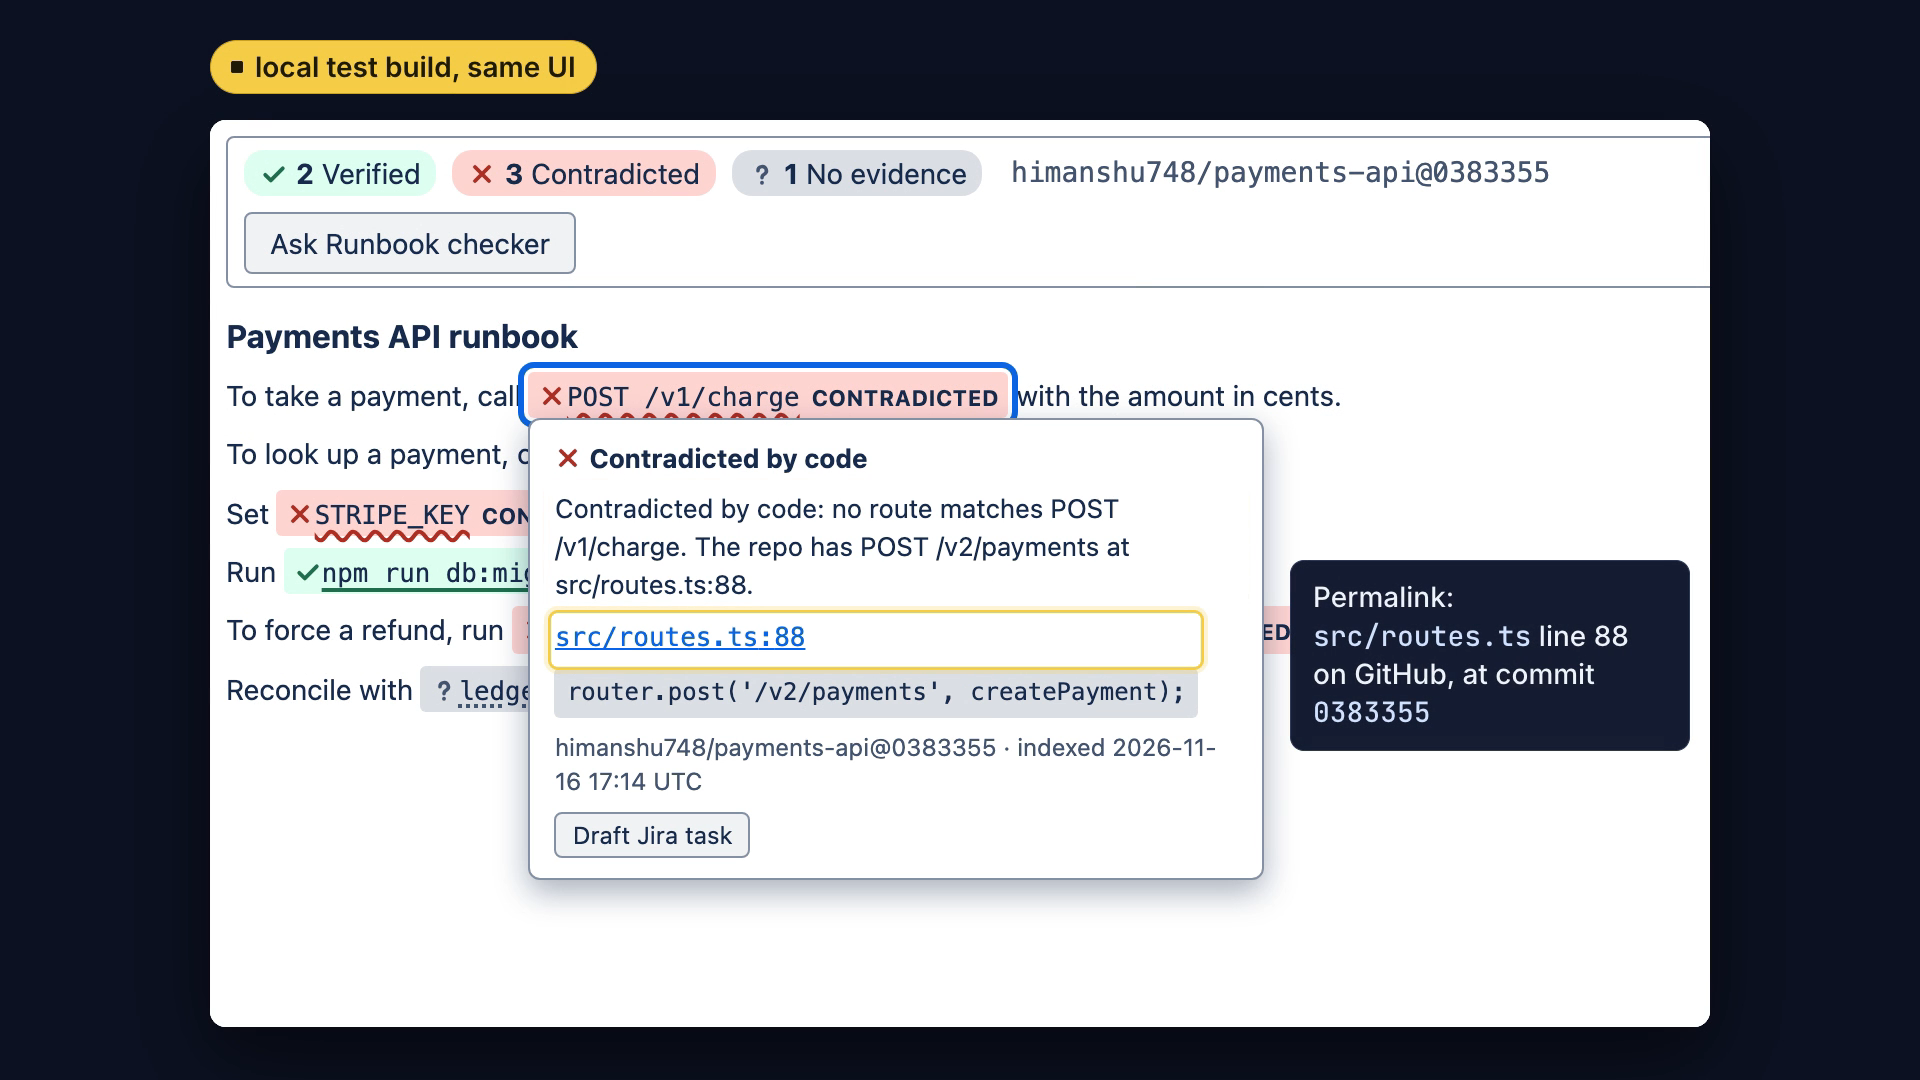 local test build, same UI
2 Verified
3 Contradicted
? 1 No evidence
himanshu748/payments-api@0383355
Ask Runbook checker
Payments API runbook
To take a payment, call POST /v1/charge CONTRADICTED with the amount in cents.
To look up a payment,
Set STRIPE_KEY CON
Run npm run db:mig
To force a refund, run
ED
Reconcile with ? ledge
Contradicted by code
Contradicted by code: no route matches POST
/v1/charge. The repo has POST /v2/payments at
src/routes.ts:88.
src/routes.ts:88
router.post('/v2/payments', createPayment);
himanshu748/payments-api@0383355 · indexed 2026-11-
16 17:14 UTC
Draft Jira task
Permalink:
src/routes.ts line 88
on GitHub, at commit
0383355